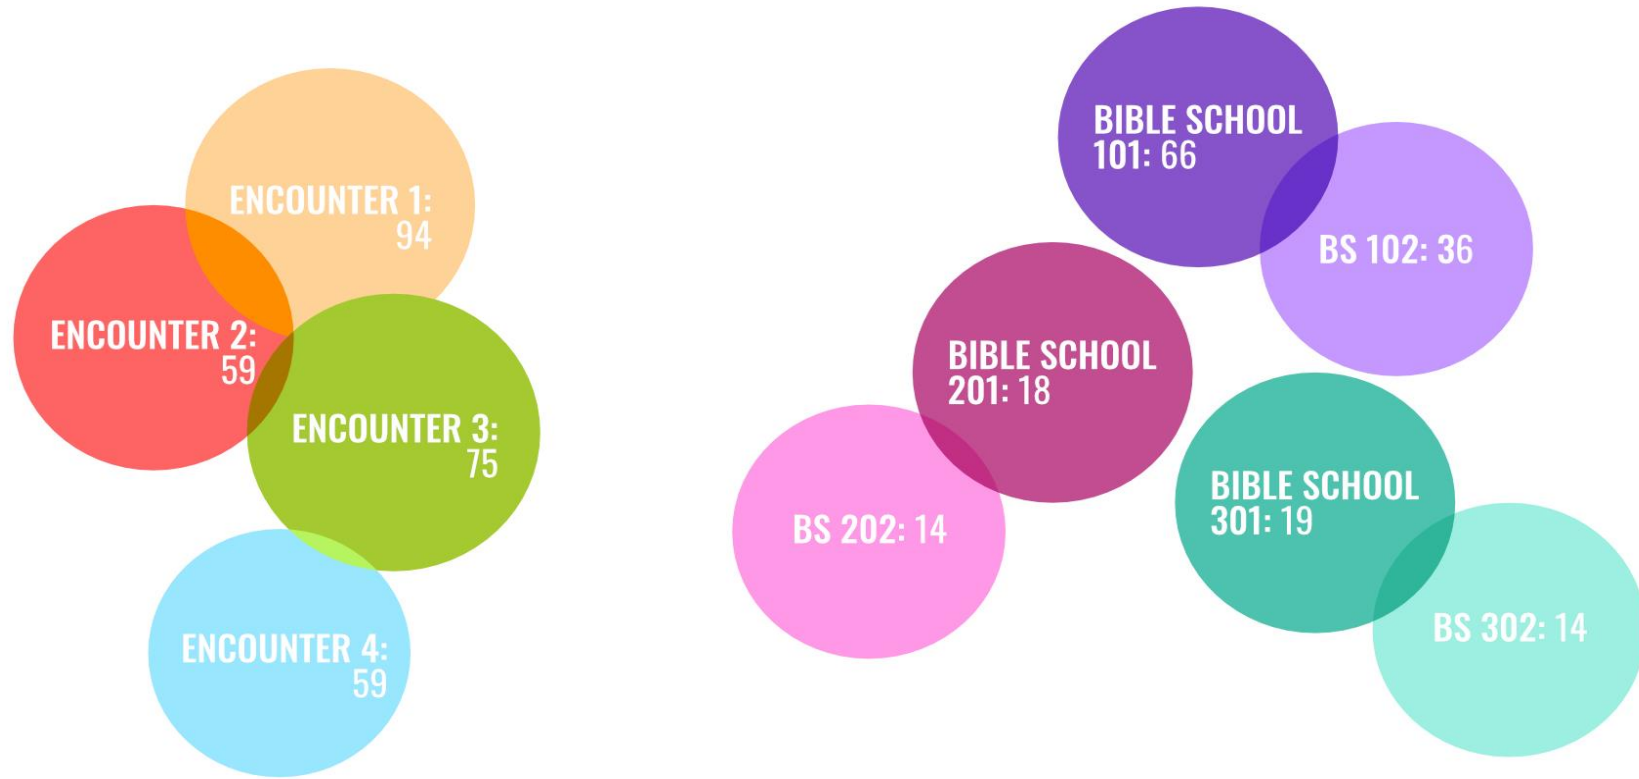 ENCOUNTER 1:
94
ENCOUNTER 2:
59
ENCOUNTER 3:
75
ENCOUNTER 4:
59
BIBLE SCHOOL
101: 66
BS 102: 36
BIBLE SCHOOL
201: 18
BS 202: 14
BIBLE SCHOOL
301: 19
BS 302: 14